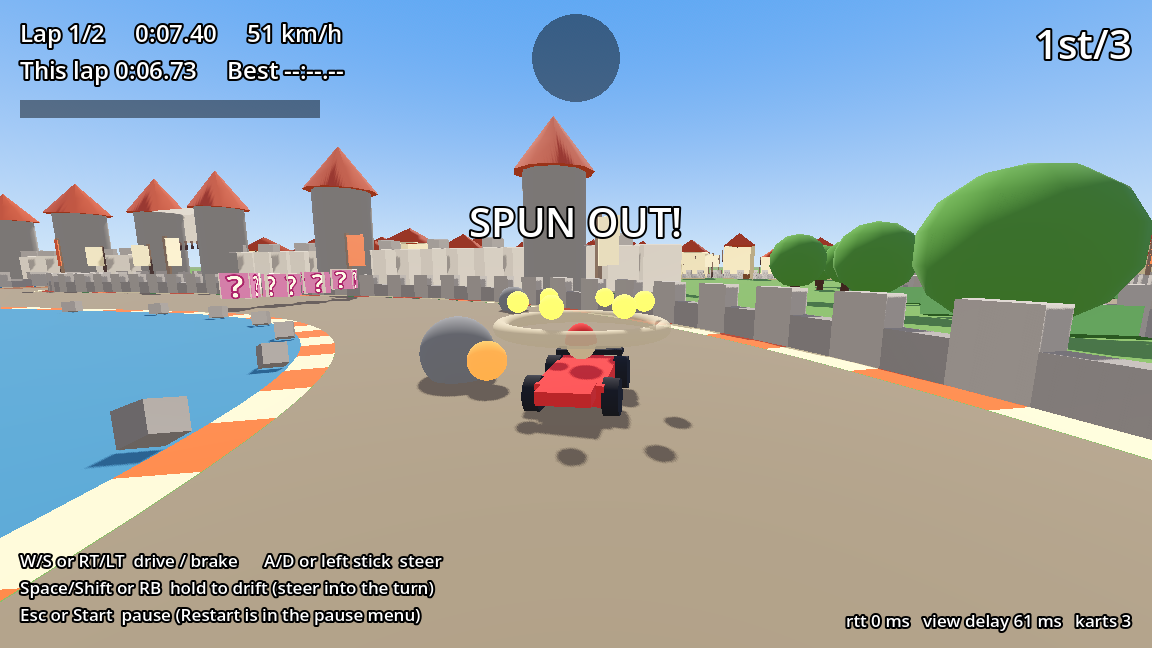 Lap 1/2 0:07.40 51 km/h
1st/3
This lap 0:06.73 Best --:--.--
SPUN OUT!
? ? ? ? ? ?
W/S or RT/LT drive / brake A/D or left stick steer
Space/Shift or RB hold to drift (steer into the turn)
Esc or Start pause (Restart is in the pause menu)
rtt 0 ms view delay 61 ms karts 3